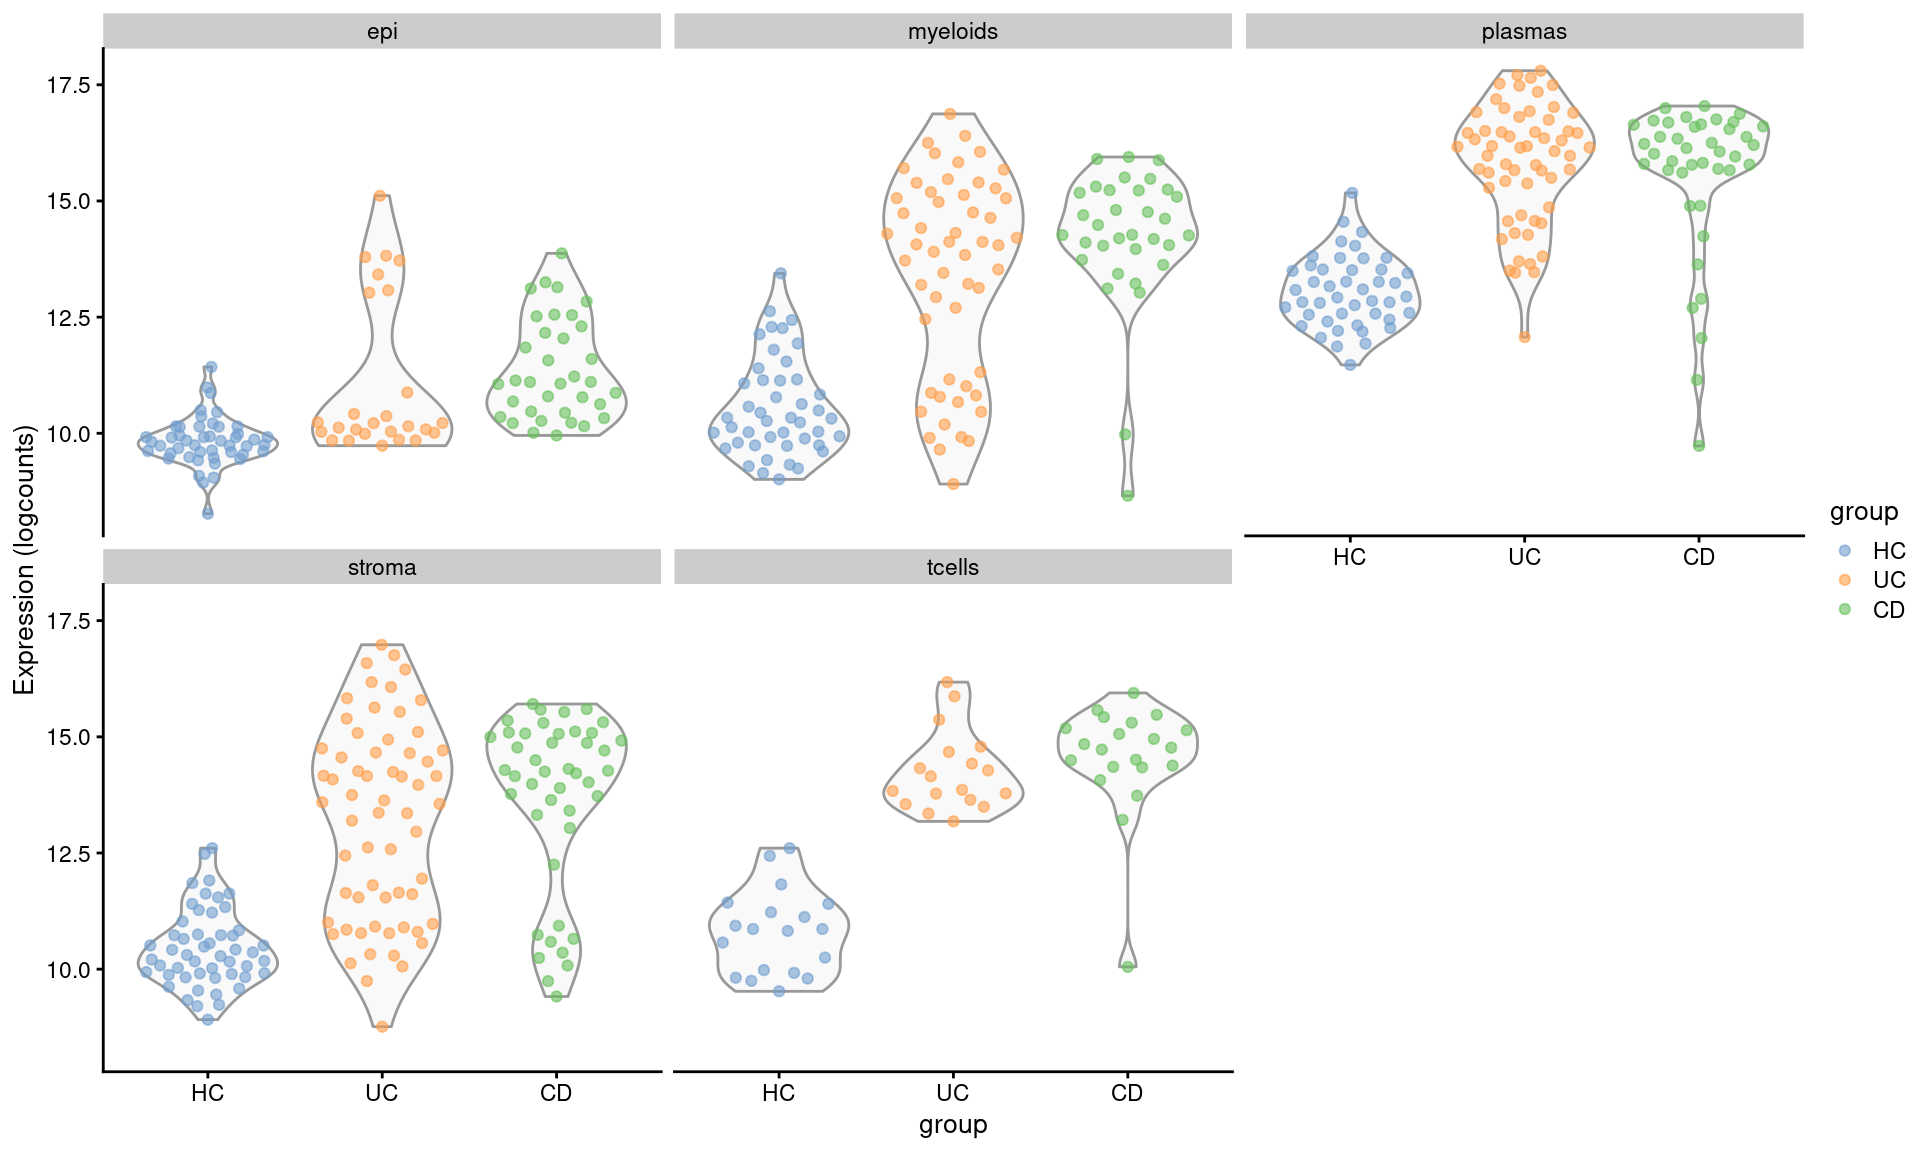 epi
myeloids
plasmas
17.5
15.0
12.5
10.0
HC
UC
CD
stroma
tcells
17.5
15.0
12.5
10.0
HC
UC
CD
HC
UC
CD
group
Expression (logcounts)
group
HC
UC
CD